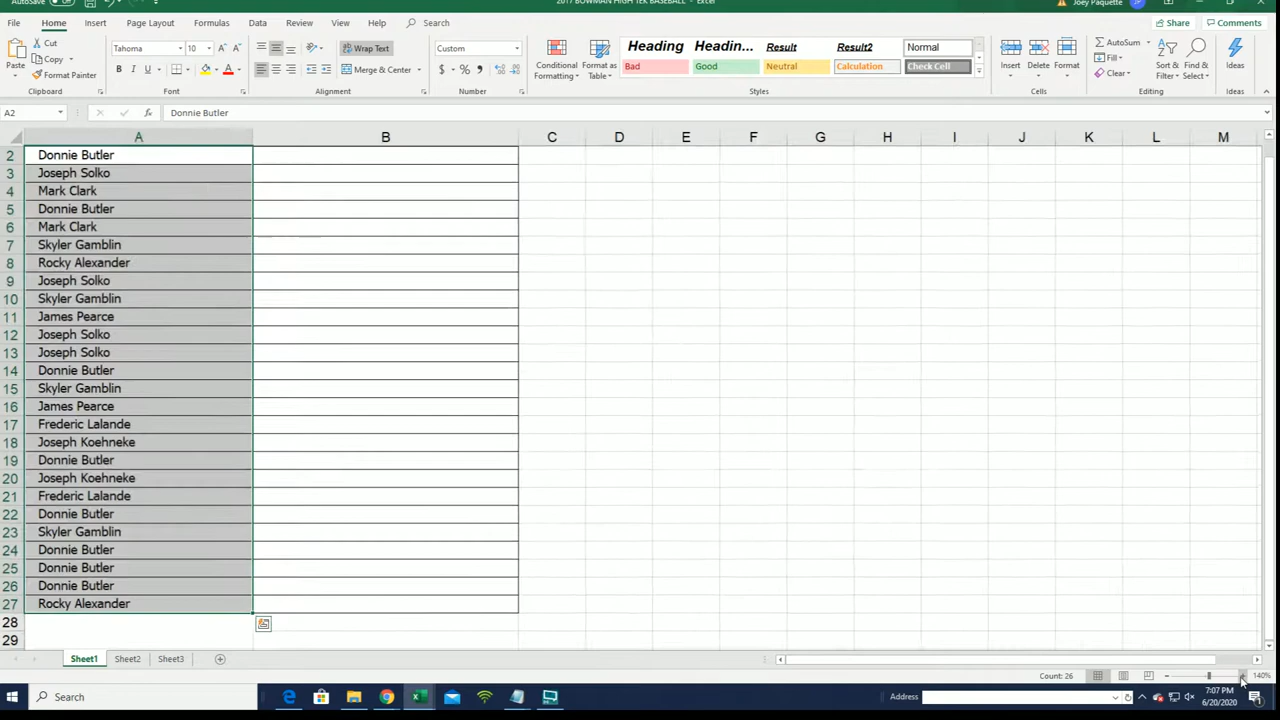 AutoSave
2017 BOWMAN HIGH TEK BASEBALL - Excel
Joey Paquette
JP
File Home Insert Page Layout Formulas Data Review View Help Search
Share Comments
Paste
Cut
Copy
Format Painter
Clipboard
Tahoma 10
B I U
Font
Wrap Text
Merge & Center
Alignment
Custom
$ % ,
Number
Conditional Formatting
Format as Table
Heading Headin... Result Result2 Normal
Bad Good Neutral Calculation Check Cell
Styles
Insert Delete Format
Cells
AutoSum
Fill
Clear
Sort & Filter
Find & Select
Editing
Ideas
Ideas
A2 fx Donnie Butler
A B C D E F G H I J K L M
2 Donnie Butler
3 Joseph Solko
4 Mark Clark
5 Donnie Butler
6 Mark Clark
7 Skyler Gamblin
8 Rocky Alexander
9 Joseph Solko
10 Skyler Gamblin
11 James Pearce
12 Joseph Solko
13 Joseph Solko
14 Donnie Butler
15 Skyler Gamblin
16 James Pearce
17 Frederic Lalande
18 Joseph Koehneke
19 Donnie Butler
20 Joseph Koehneke
21 Frederic Lalande
22 Donnie Butler
23 Skyler Gamblin
24 Donnie Butler
25 Donnie Butler
26 Donnie Butler
27 Rocky Alexander
28
29
Sheet1 Sheet2 Sheet3
Count: 26 140%
Search
Address
7:07 PM
6/20/2020